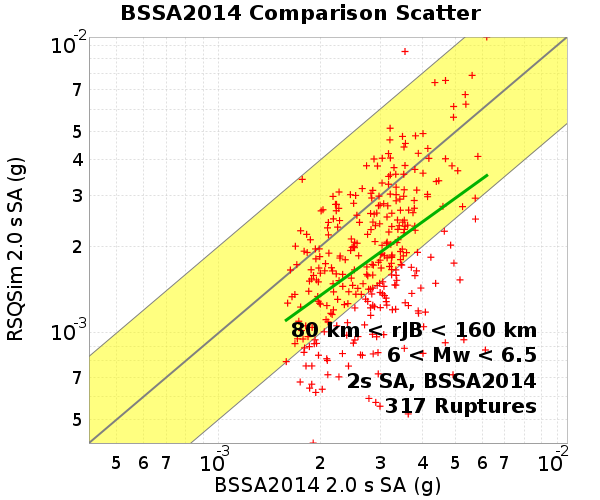 BSSA2014 Comparison Scatter
RSQSim 2.0 s SA (g)
10-2
7
5
4
3
2
10-3
7
5
80 km < rJB < 160 km
6 < Mw < 6.5
2s SA, BSSA2014
317 Ruptures
5 6 7 10-3 2 3 4 5 6 7 10-2
BSSA2014 2.0 s SA (g)